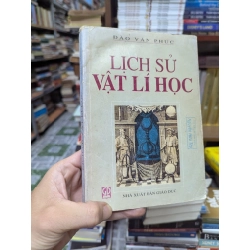 ĐÀO VĂN PHÚC
LỊCH SỬ
VẬT LÍ HỌC
NHÀ XUẤT BẢN GIÁO DỤC